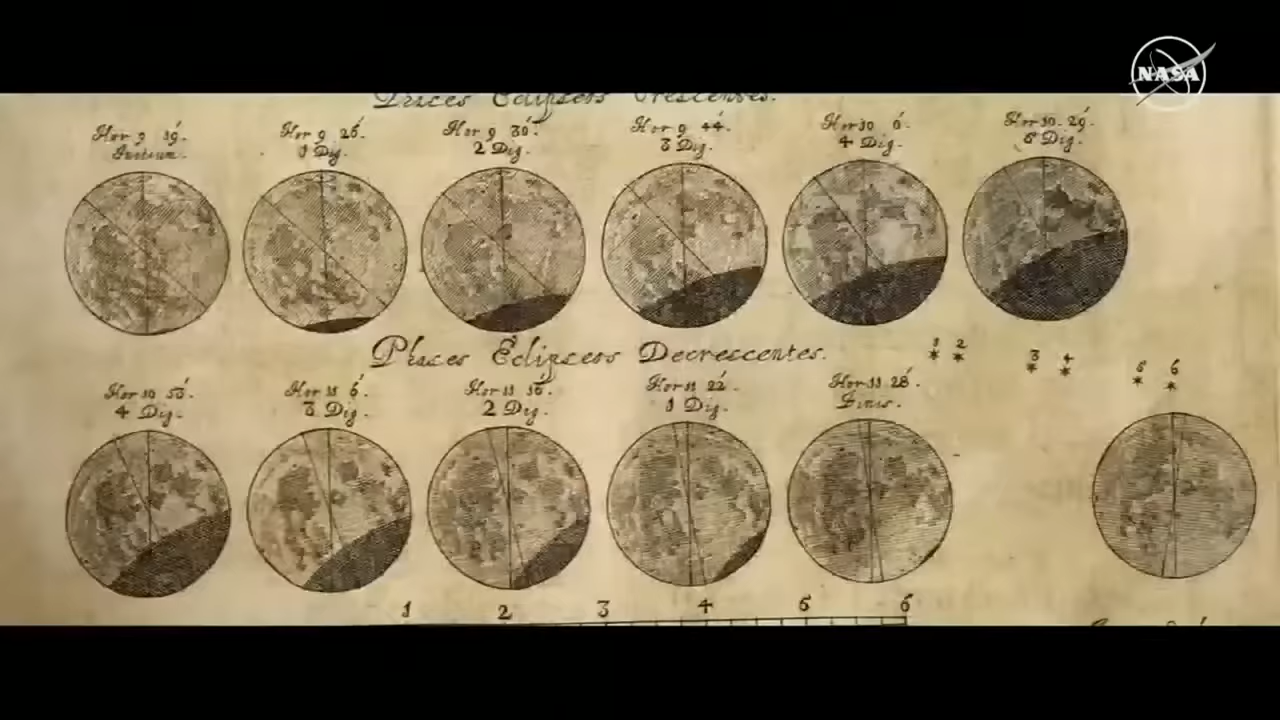 NASA
Phases Eclipseos Crescentes.
Hor 9 19'. Hor 9 26'. Hor 9 36'. Hor 9 44'. Hor 10 6'. Hor 10. 29'.
Initium. 1 Dig. 2 Dig. 3 Dig. 4 Dig. 5 Dig.
Phases Eclipseos Decrescentes.
1 2 3 4 5 6
Hor 10 53'. Hor 11 6'. Hor 11 16'. Hor 11 22'. Hor 11 28'.
4 Dig. 3 Dig. 2 Dig. 1 Dig. Finis.
1 2 3 4 5 6